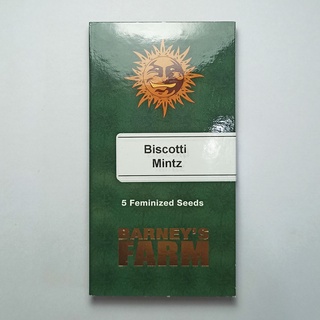 Biscotti
Mintz
5 Feminized Seeds
BARNEY'S
FARM